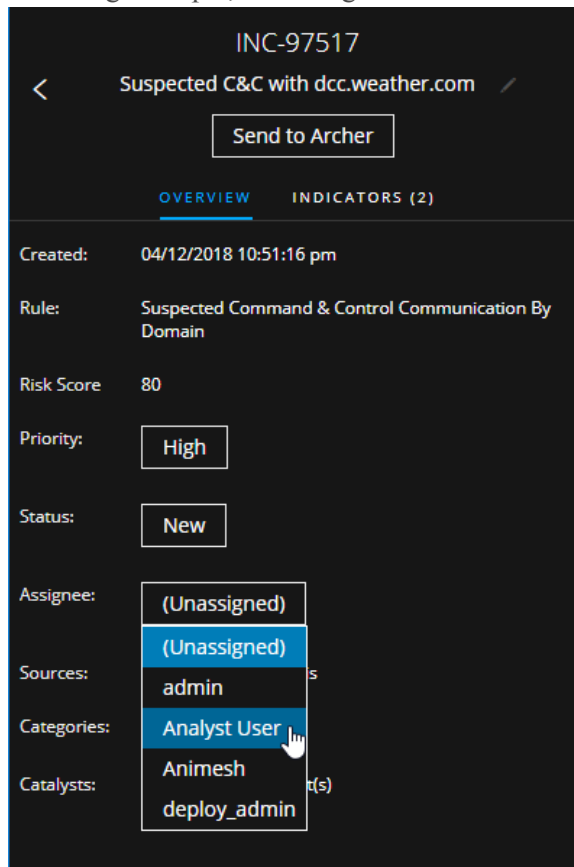 INC-97517
Suspected C&C with dcc.weather.com
Send to Archer
OVERVIEW INDICATORS (2)
Created: 04/12/2018 10:51:16 pm
Rule: Suspected Command & Control Communication By
Domain
Risk Score 80
Priority: High
Status: New
Assignee: (Unassigned)
(Unassigned)
Sources: s
admin
Categories: Analyst User
Animesh
Catalysts: t(s)
deploy_admin